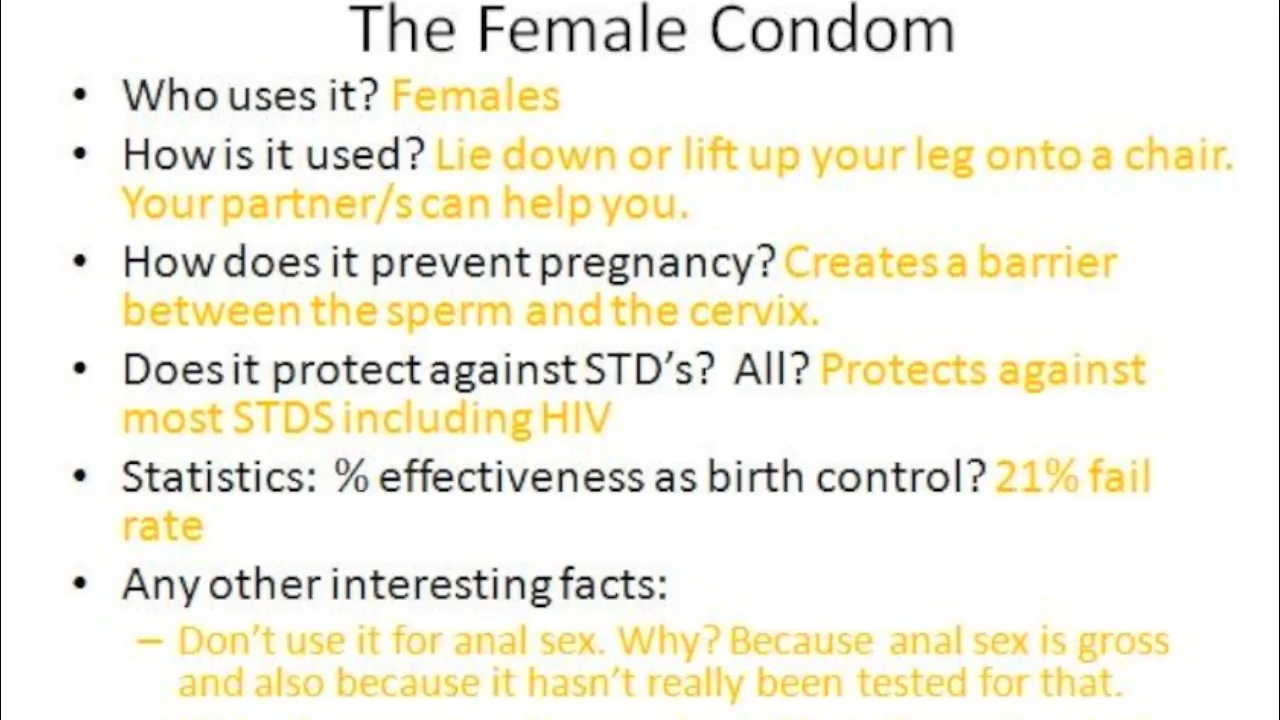 The Female Condom
• Who uses it? Females
• How is it used? Lie down or lift up your leg onto a chair.
Your partner/s can help you.
• How does it prevent pregnancy? Creates a barrier
between the sperm and the cervix.
• Does it protect against STD’s? All? Protects against
most STDS including HIV
• Statistics: % effectiveness as birth control? 21% fail
rate
• Any other interesting facts:
– Don’t use it for anal sex. Why? Because anal sex is gross
and also because it hasn’t really been tested for that.